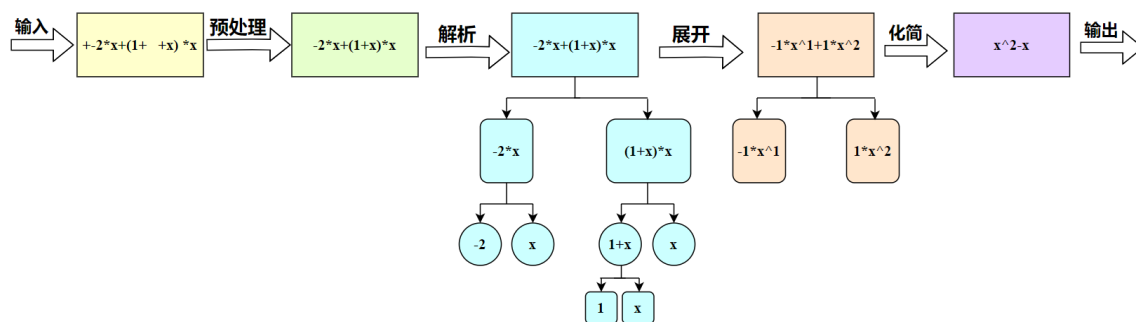 输入
+-2*x+(1+   +x) *x
预处理
-2*x+(1+x)*x
解析
-2*x+(1+x)*x
展开
-1*x^1+1*x^2
化简
x^2-x
输出
-2*x
(1+x)*x
-1*x^1
1*x^2
-2
x
1+x
x
1
x